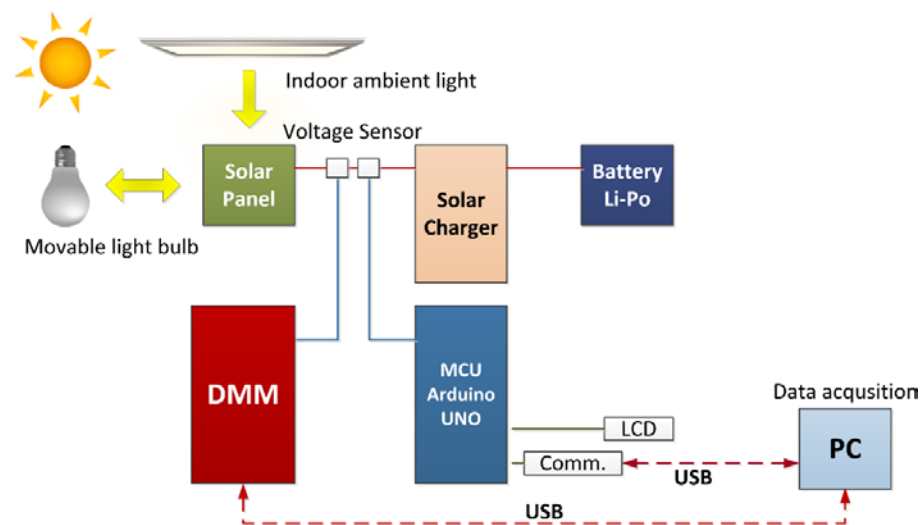 Indoor ambient light
Voltage Sensor
Solar
Panel
Solar
Charger
Battery
Li-Po
Movable light bulb
DMM
MCU
Arduino
UNO
LCD
Comm.
USB
Data acqusition
PC
USB